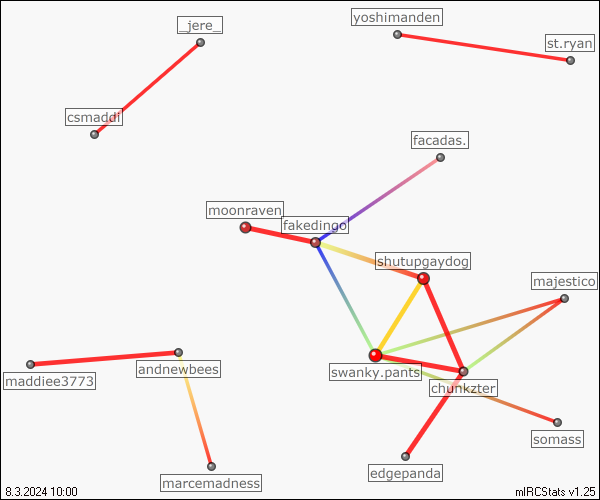 _jere_
yoshimanden
st.ryan
csmaddi
facadas.
moonraven
fakedingo
shutupgaydog
majestico
maddiee3773
andnewbees
swanky.pants
chunkzter
somass
edgepanda
marcemadness
8.3.2024 10:00
mIRCStats v1.25